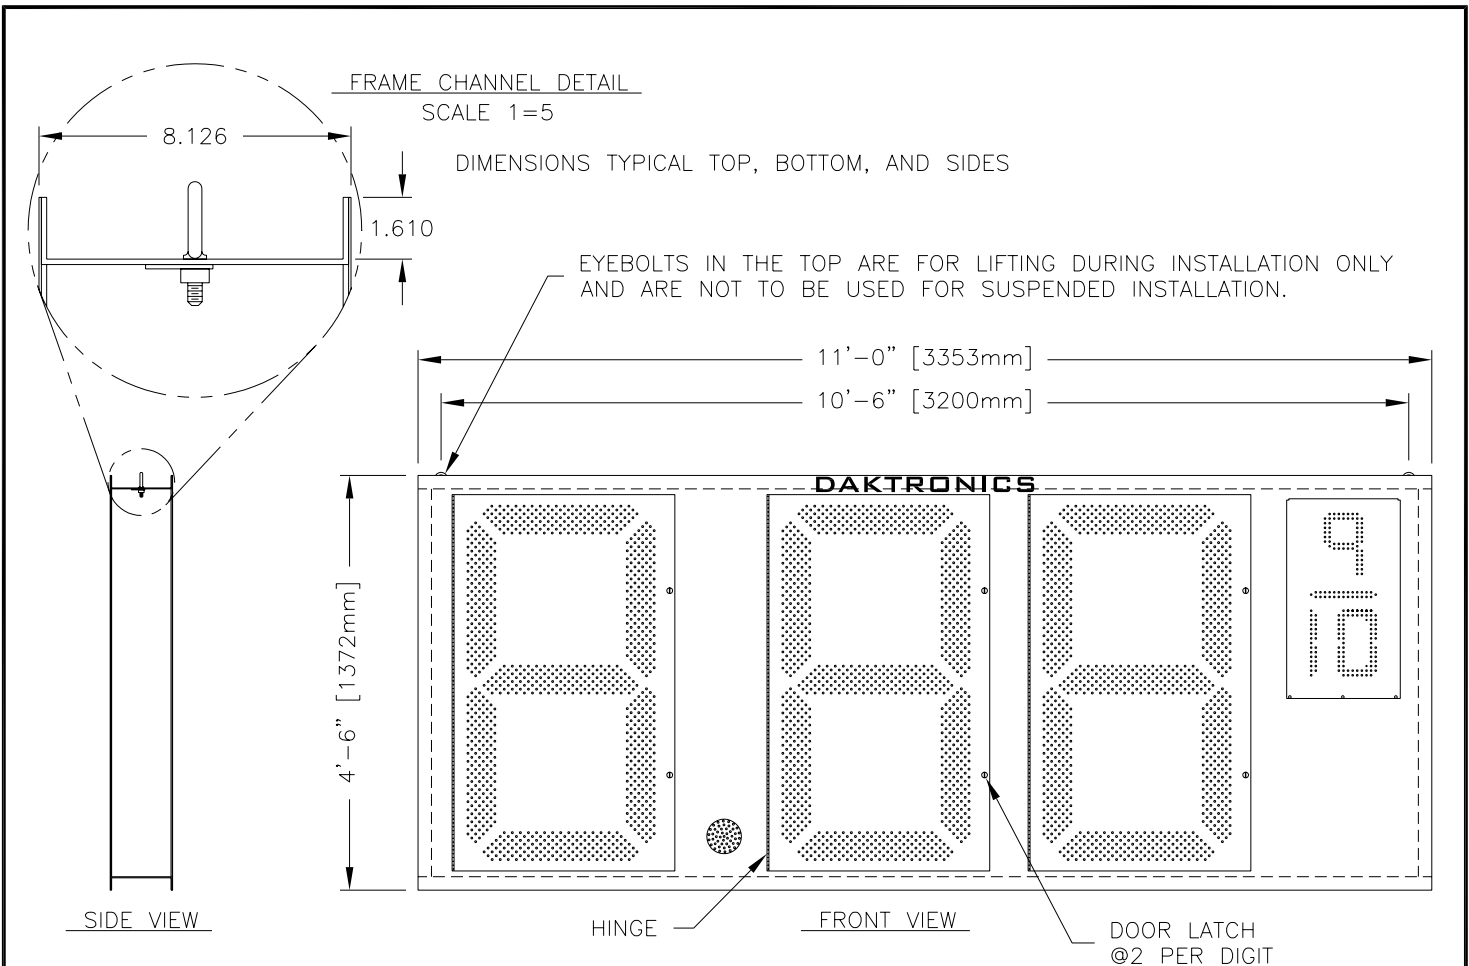 FRAME CHANNEL DETAIL
SCALE 1=5
8.126
DIMENSIONS TYPICAL TOP, BOTTOM, AND SIDES
1.610
EYEBOLTS IN THE TOP ARE FOR LIFTING DURING INSTALLATION ONLY
AND ARE NOT TO BE USED FOR SUSPENDED INSTALLATION.
11'-0" [3353mm]
10'-6" [3200mm]
DAKTRONICS
4'-6" [1372mm]
8 8 8
9
10
SIDE VIEW
HINGE
FRONT VIEW
DOOR LATCH
@2 PER DIGIT